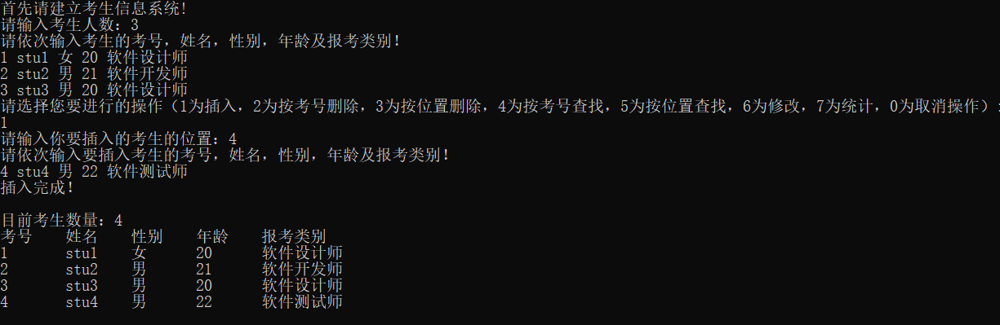 首先请建立考生信息系统!
请输入考生人数：3
请依次输入考生的考号，姓名，性别，年龄及报考类别！
1 stu1 女 20 软件设计师
2 stu2 男 21 软件开发师
3 stu3 男 20 软件设计师
请选择您要进行的操作（1为插入，2为按考号删除，3为按位置删除，4为按考号查找，5为按位置查找，6为修改，7为统计，0为取消操作）：
1
请输入你要插入的考生的位置：4
请依次输入要插入考生的考号，姓名，性别，年龄及报考类别！
4 stu4 男 22 软件测试师
插入完成！
目前考生数量：4
考号 姓名 性别 年龄 报考类别
1 stu1 女 20 软件设计师
2 stu2 男 21 软件开发师
3 stu3 男 20 软件设计师
4 stu4 男 22 软件测试师